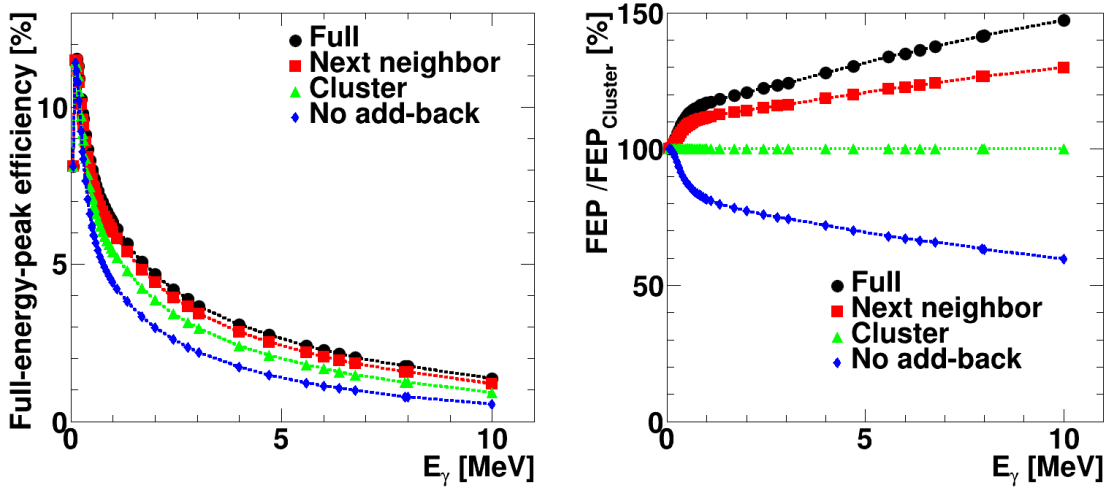 Full-energy-peak efficiency [%]
10
5
0
Full
Next neighbor
Cluster
No add-back
0
5
10
Eγ [MeV]
FEP /FEPCluster [%]
150
100
50
0
Full
Next neighbor
Cluster
No add-back
0
5
10
Eγ [MeV]